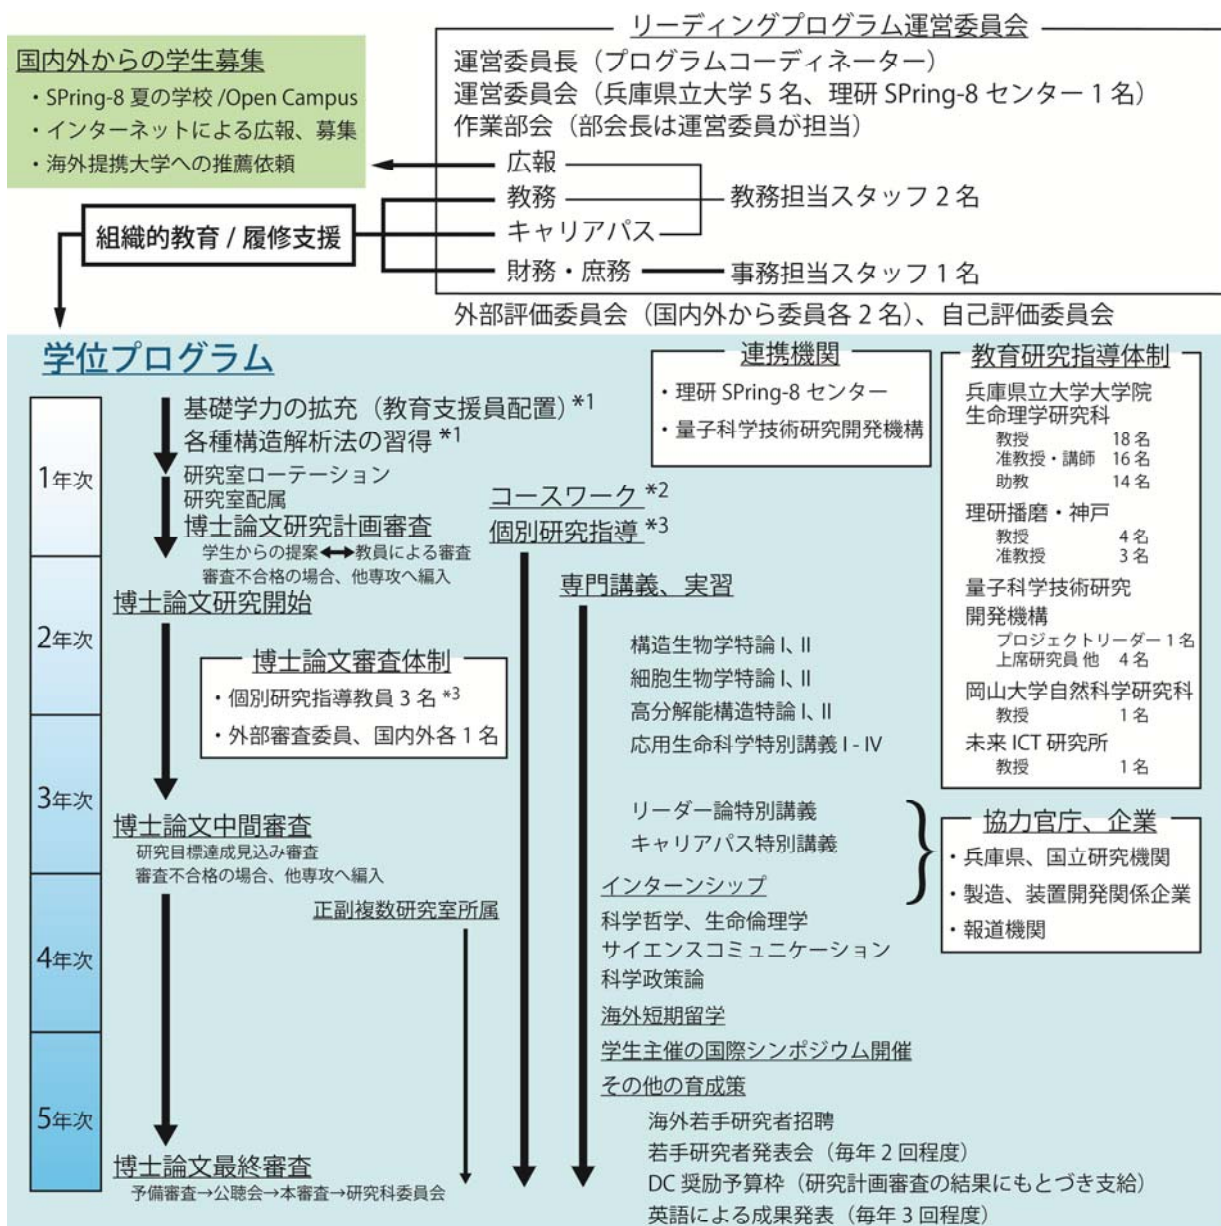 リーディングプログラム運営委員会
運営委員長（プログラムコーディネーター）
運営委員会（兵庫県立大学 5 名、理研 SPring-8 センター 1 名）
作業部会（部会長は運営委員が担当）
広報
教務
キャリアパス
教務担当スタッフ 2 名
財務・庶務
事務担当スタッフ 1 名
外部評価委員会（国内外から委員各 2 名）、自己評価委員会
国内外からの学生募集
・SPring-8 夏の学校 /Open Campus
・インターネットによる広報、募集
・海外提携大学への推薦依頼
組織的教育 / 履修支援
学位プログラム
1年次
2年次
3年次
4年次
5年次
基礎学力の拡充（教育支援員配置）*1
各種構造解析法の習得 *1
研究室ローテーション
研究室配属
博士論文研究計画審査
学生からの提案⟷教員による審査
審査不合格の場合、他専攻へ編入
博士論文研究開始
博士論文審査体制
・個別研究指導教員 3 名 *3
・外部審査委員、国内外各 1 名
博士論文中間審査
研究目標達成見込み審査
審査不合格の場合、他専攻へ編入
正副複数研究室所属
博士論文最終審査
予備審査→公聴会→本審査→研究科委員会
コースワーク *2
個別研究指導 *3
専門講義、実習
構造生物学特論 I、II
細胞生物学特論 I、II
高分解能構造特論 I、II
応用生命科学特別講義 I - IV
リーダー論特別講義
キャリアパス特別講義
インターンシップ
科学哲学、生命倫理学
サイエンスコミュニケーション
科学政策論
海外短期留学
学生主催の国際シンポジウム開催
その他の育成策
海外若手研究者招聘
若手研究者発表会（毎年 2 回程度）
DC 奨励予算枠（研究計画審査の結果にもとづき支給）
英語による成果発表（毎年 3 回程度）
連携機関
・理研 SPring-8 センター
・量子科学技術研究開発機構
教育研究指導体制
兵庫県立大学大学院
生命理学研究科
教授 18 名
准教授・講師 16 名
助教 14 名
理研播磨・神戸
教授 4 名
准教授 3 名
量子科学技術研究
開発機構
プロジェクトリーダー 1 名
上席研究員 他 4 名
岡山大学自然科学研究科
教授 1 名
未来 ICT 研究所
教授 1 名
協力官庁、企業
・兵庫県、国立研究機関
・製造、装置開発関係企業
・報道機関